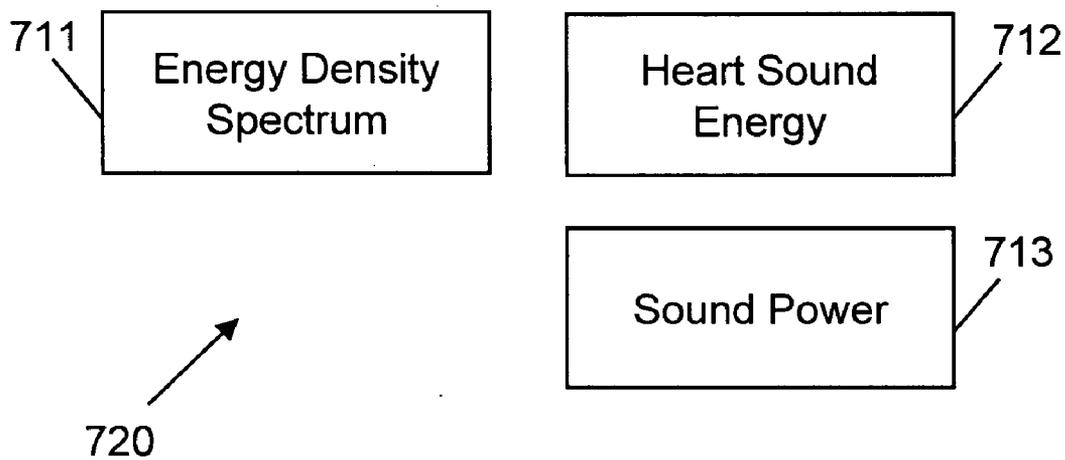 711
Energy Density
Spectrum
Heart Sound
Energy
712
Sound Power
713
720